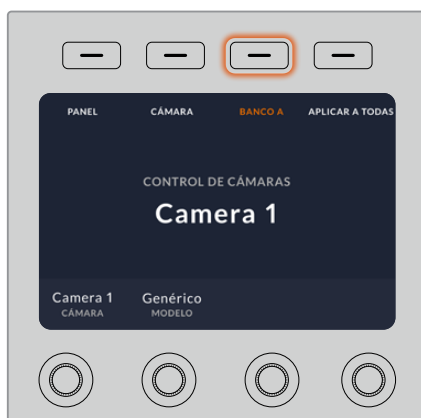 PANEL CÁMARA BANCO A APLICAR A TODAS
CONTROL DE CÁMARAS
Camera 1
Camera 1 Genérico
CÁMARA MODELO